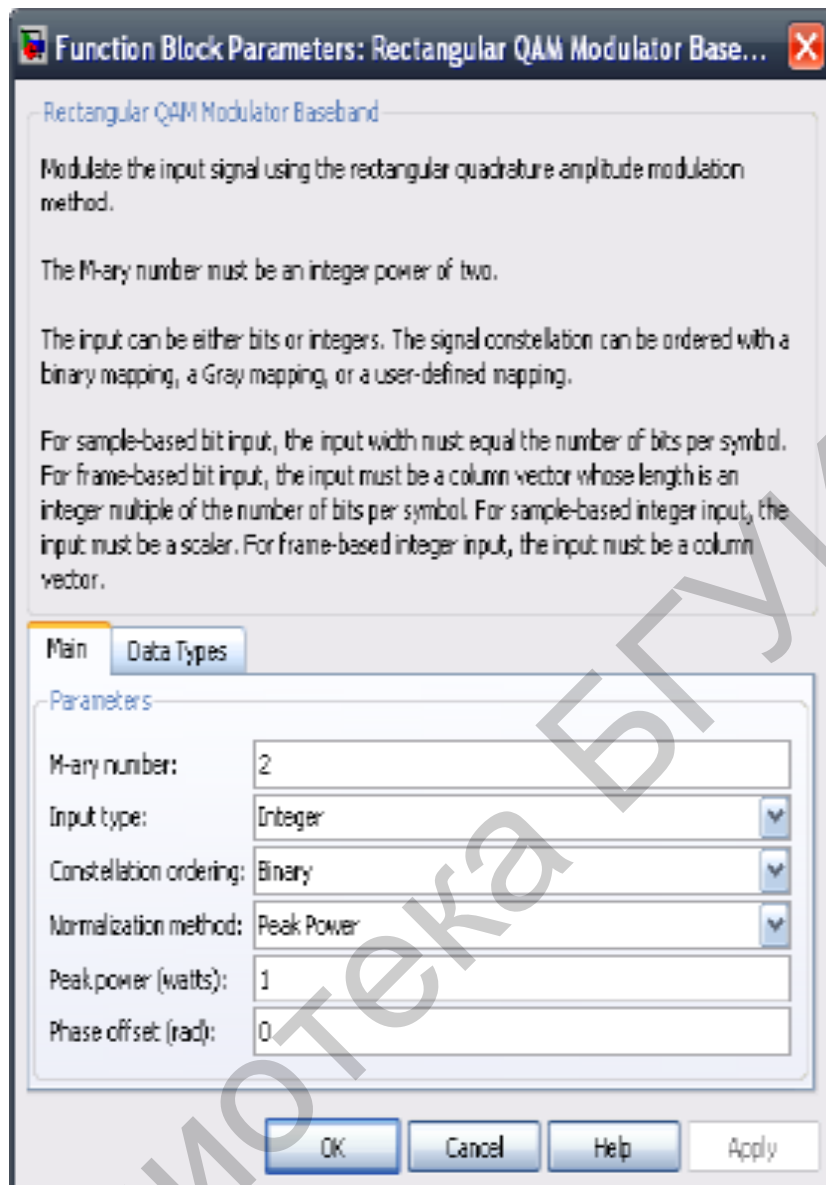 Function Block Parameters: Rectangular QAM Modulator Base...
Rectangular QAM Modulator Baseband
Modulate the input signal using the rectangular quadrature amplitude modulation
method.
The M-ary number must be an integer power of two.
The input can be either bits or integers. The signal constellation can be ordered with a
binary mapping, a Gray mapping, or a user-defined mapping.
For sample-based bit input, the input width must equal the number of bits per symbol.
For frame-based bit input, the input must be a column vector whose length is an
integer multiple of the number of bits per symbol. For sample-based integer input, the
input must be a scalar. For frame-based integer input, the input must be a column
vector.
Main Data Types
Parameters
M-ary number: 2
Input type: Integer
Constellation ordering: Binary
Normalization method: Peak Power
Peak power (watts): 1
Phase offset (rad): 0
OK Cancel Help Apply